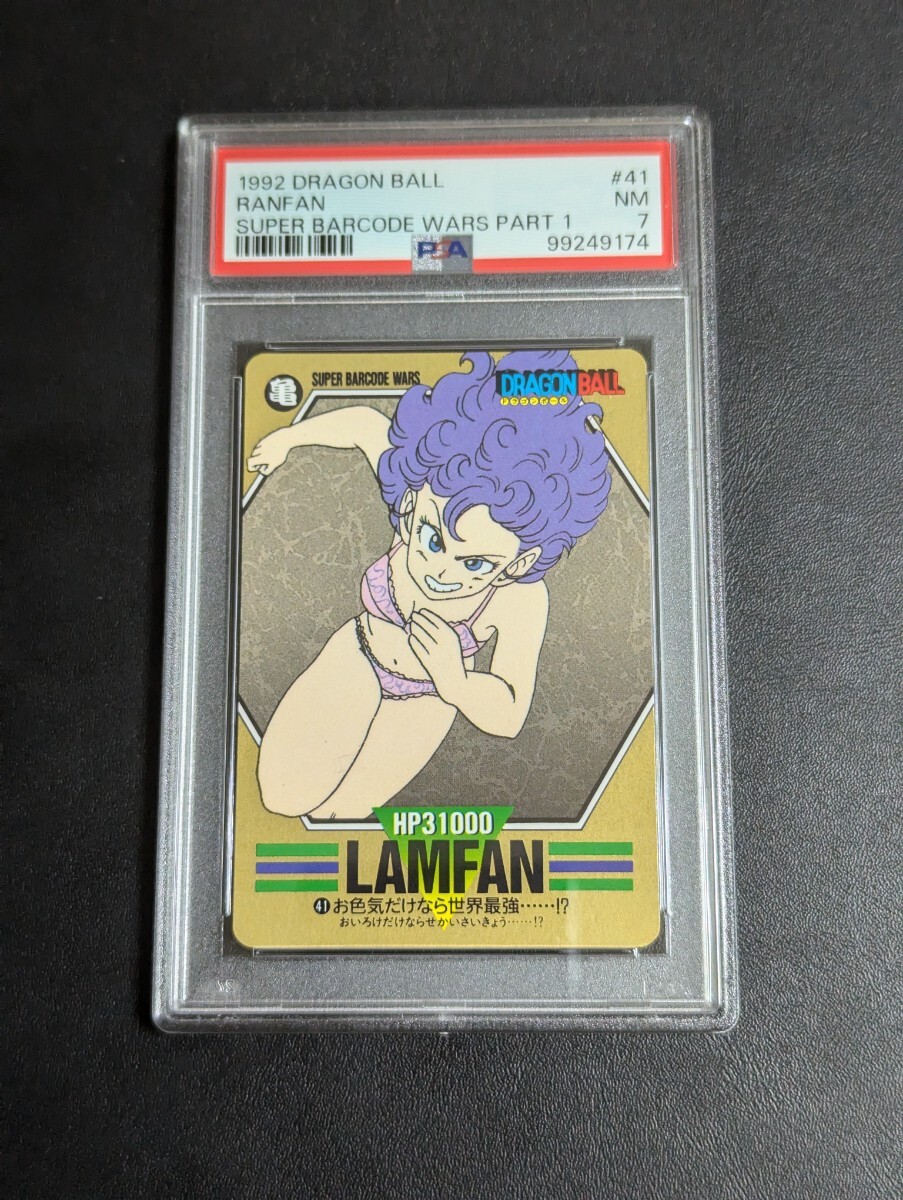 1992 DRAGON BALL #41
RANFAN NM
SUPER BARCODE WARS PART 1 7
PSA 99249174
亀 SUPER BARCODE WARS DRAGON BALL
ドラゴンボール
HP31000
LAMFAN
41 お色気だけなら世界最強……!?
おいろけだけならせかいさいきょう……!?